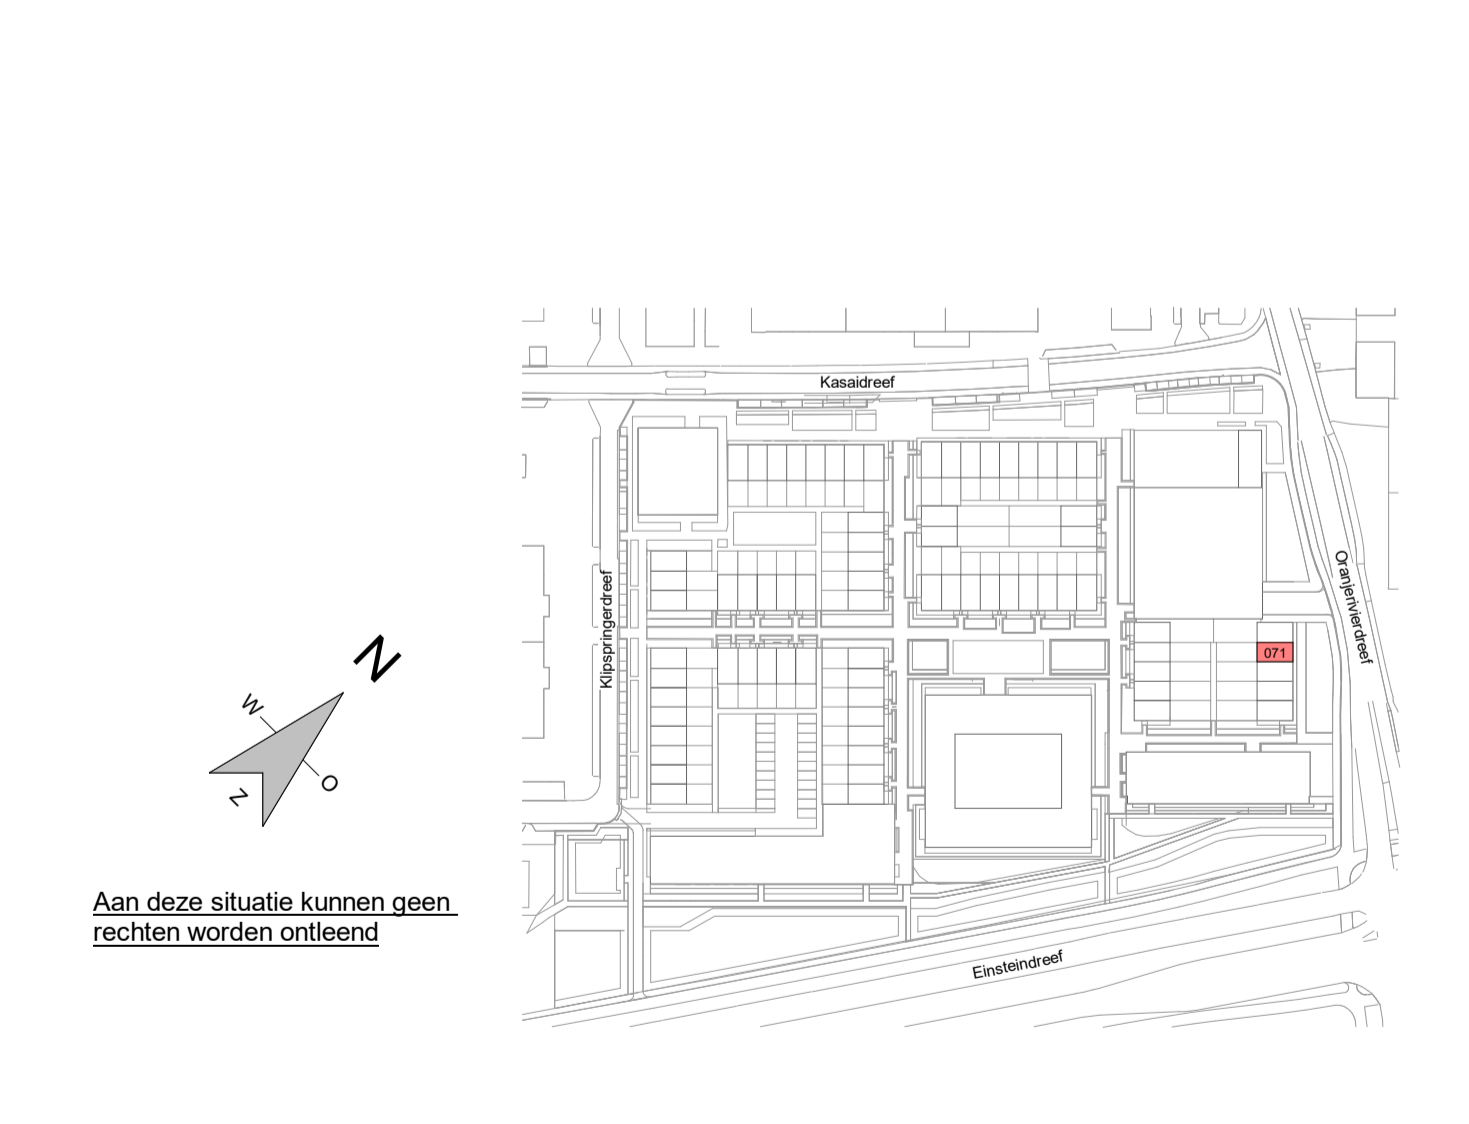 Kasaidreef
Klipspringerdreef
Oranjerivierdreef
071
N
W
O
Z
Aan deze situatie kunnen geen
rechten worden ontleend
Einsteindreef